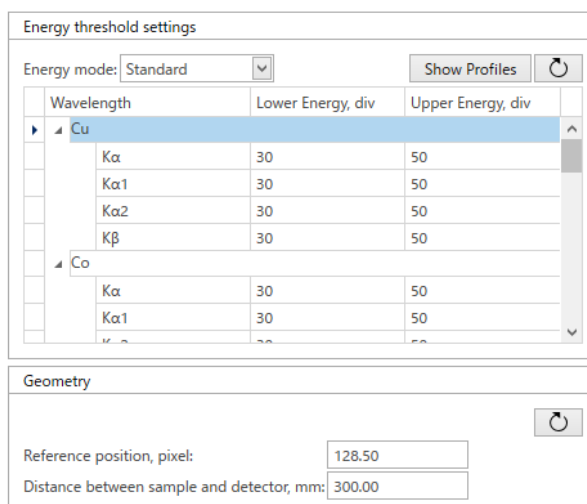 Energy threshold settings
Energy mode: Standard Show Profiles
Wavelength Lower Energy, div Upper Energy, div
Cu
Kα 30 50
Kα1 30 50
Kα2 30 50
Kβ 30 50
Co
Kα 30 50
Kα1 30 50
Geometry
Reference position, pixel: 128.50
Distance between sample and detector, mm: 300.00